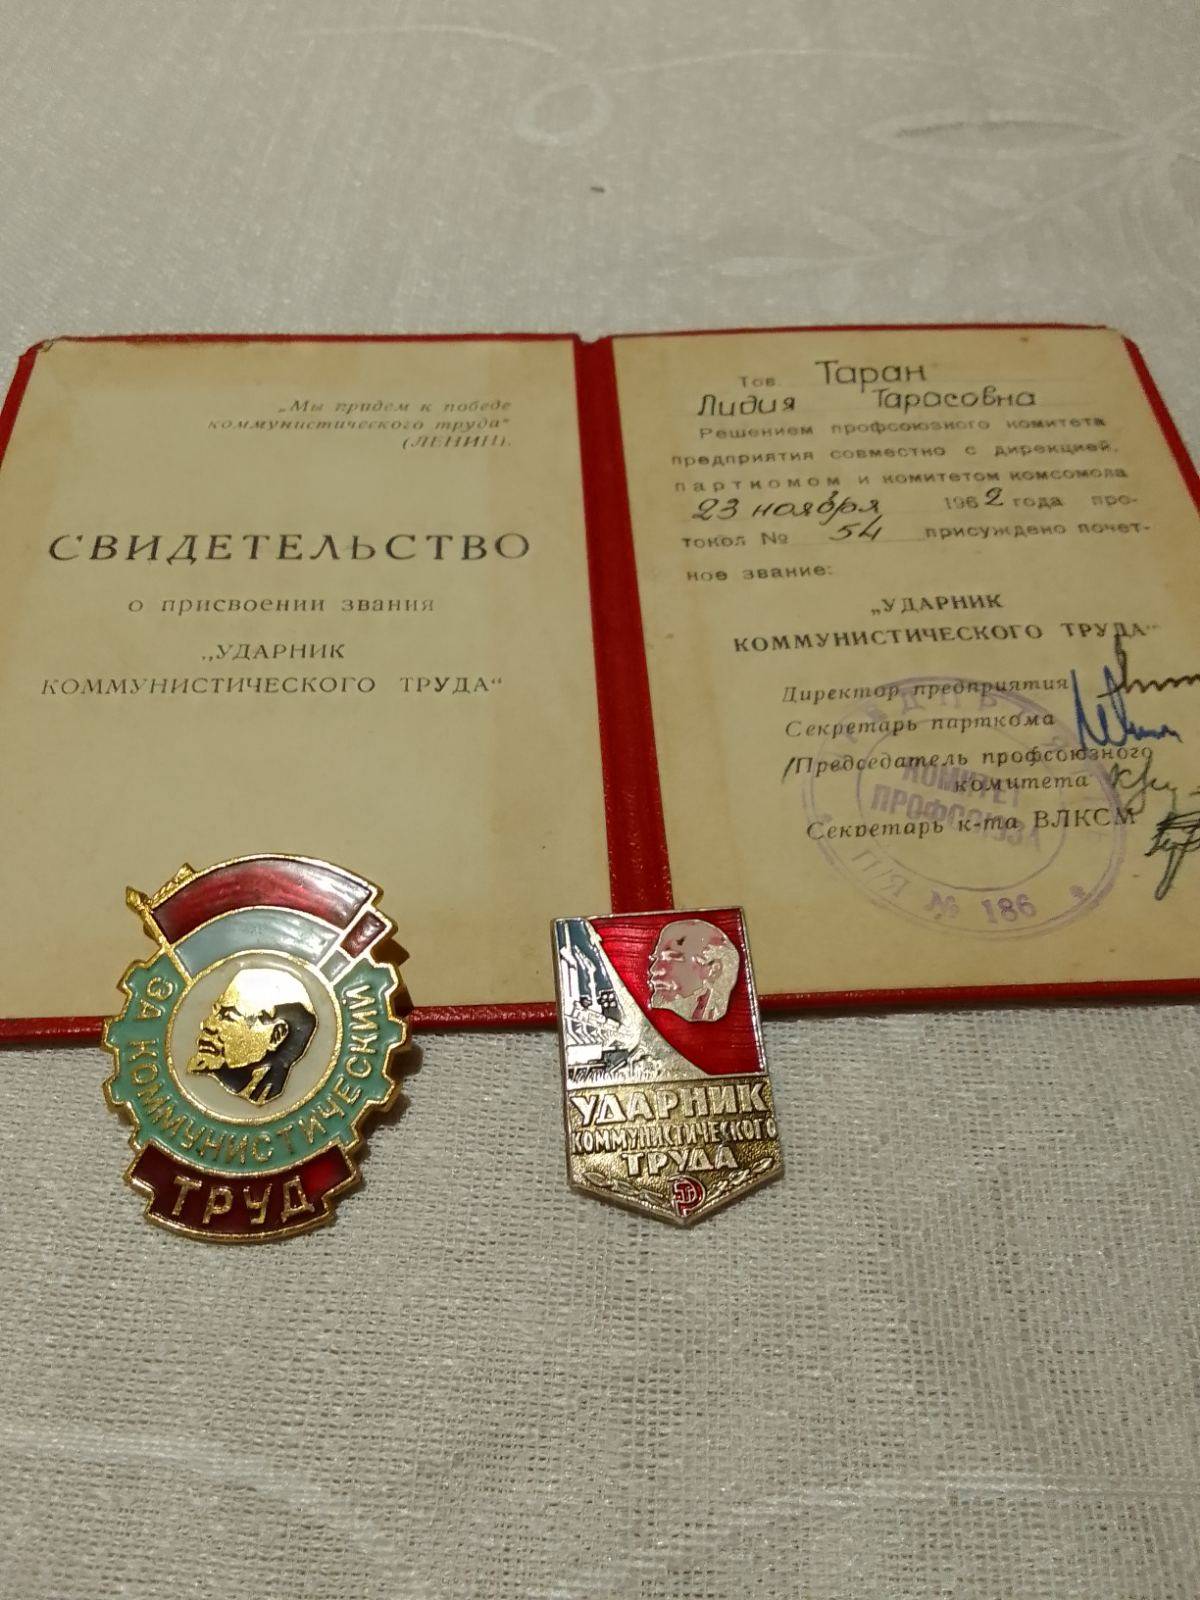 „Мы придем к победе
коммунистического труда"
(ЛЕНИН).
СВИДЕТЕЛЬСТВО
о присвоении звания
„УДАРНИК
КОММУНИСТИЧЕСКОГО ТРУДА"
Тов. Таран
Лидия Тарасовна
Решением профсоюзного комитета
предприятия совместно с дирекцией,
парткомом и комитетом комсомола
23 ноября 1962 года про-
токол № 54 присуждено почет-
ное звание:
„УДАРНИК
КОММУНИСТИЧЕСКОГО ТРУДА"
Директор предприятия
Секретарь парткома
Председатель профсоюзного
комитета
Секретарь к-та ВЛКСМ
КОМИТЕТ
ПРОФСОЮЗА
П/Я № 186
ЗА КОММУНИСТИЧЕСКИЙ
ТРУД
УДАРНИК
КОММУНИСТИЧЕСКОГО
ТРУДА